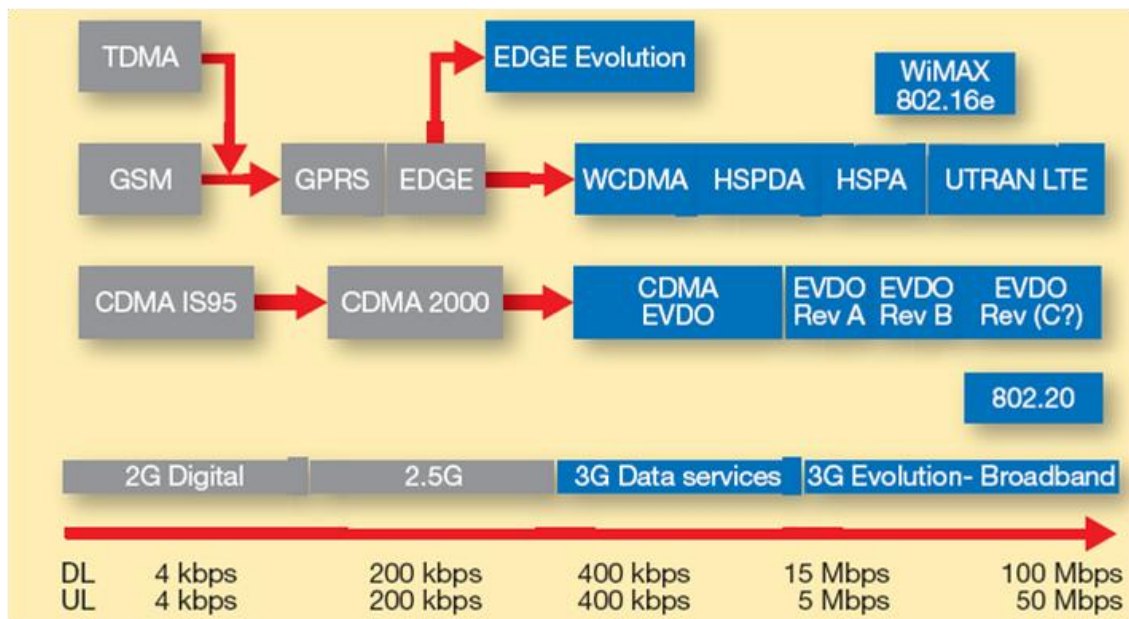 TDMA
EDGE Evolution
WiMAX
802.16e
GSM
GPRS
EDGE
WCDMA
HSPDA
HSPA
UTRAN LTE
CDMA IS95
CDMA 2000
CDMA
EVDO
EVDO
Rev A
EVDO
Rev B
EVDO
Rev (C?)
802.20
2G Digital
2.5G
3G Data services
3G Evolution- Broadband
DL 4 kbps 200 kbps 400 kbps 15 Mbps 100 Mbps
UL 4 kbps 200 kbps 400 kbps 5 Mbps 50 Mbps